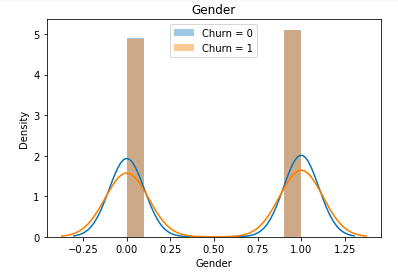 Gender
Churn = 0
Churn = 1
Density
5
4
3
2
1
0
-0.25 0.00 0.25 0.50 0.75 1.00 1.25
Gender